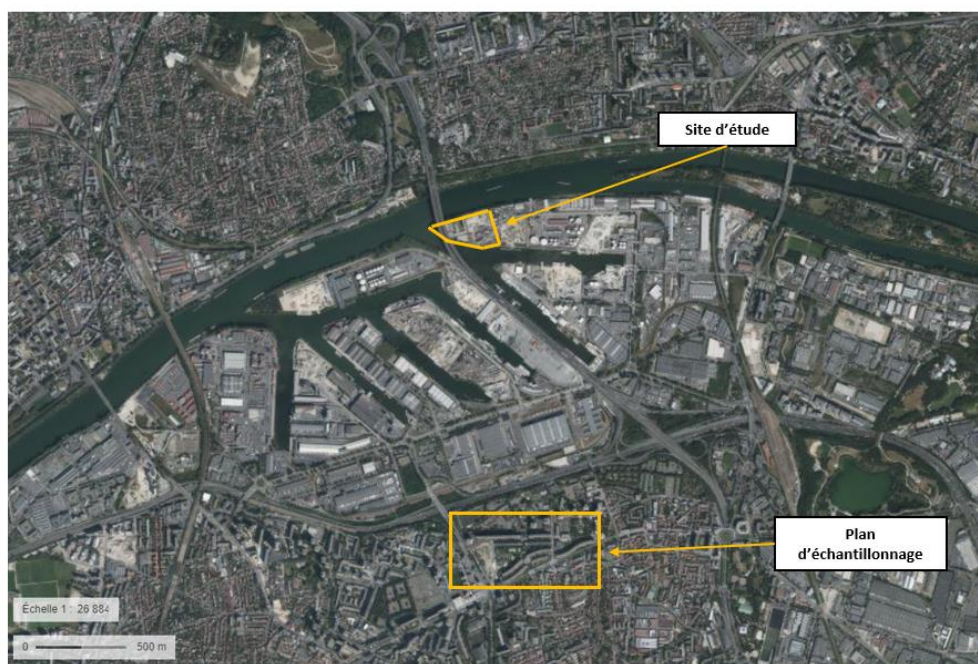 Site d'étude
Plan
d'échantillonnage
Échelle 1 : 26 884
0 500 m